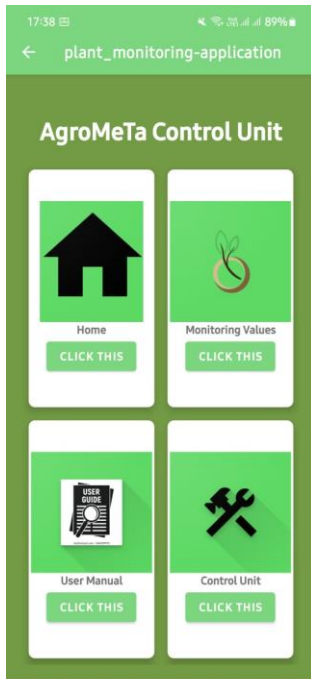 17:38 89%
plant_monitoring-application
AgroMeTa Control Unit
Home
CLICK THIS
Monitoring Values
CLICK THIS
USER
GUIDE
User Manual
CLICK THIS
Control Unit
CLICK THIS